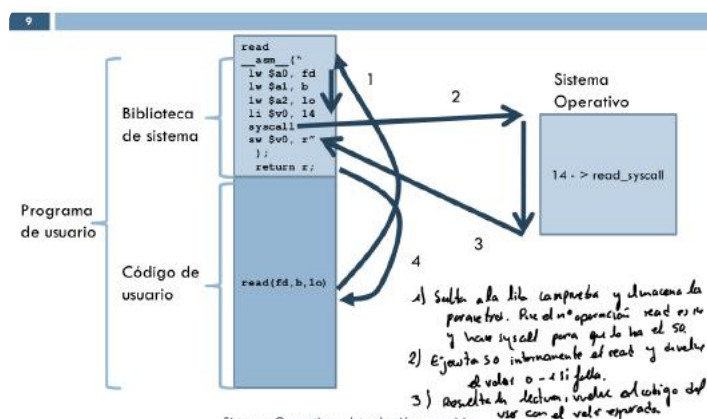 9
read
__asm__{"
lw $a0, fd
lw $a1, b
lw $a2, lo
li $v0, 14
syscall
sw $v0, r"
);
return r;
1
2
3
4
Sistema
Operativo
14 - > read_syscall
Biblioteca
de sistema
Programa
de usuario
Código de
usuario
read(fd,b,lo)
1) Salta a la lib comprueba y almacena los
parametros. Pone el nº operación read es 14
y hace syscall para que lo haga el SO.
2) Ejecuta SO internamente el read y devuelve
el valor o -1 si falla.
3) la lectura, vuelve al código del
user con el valor esperado.